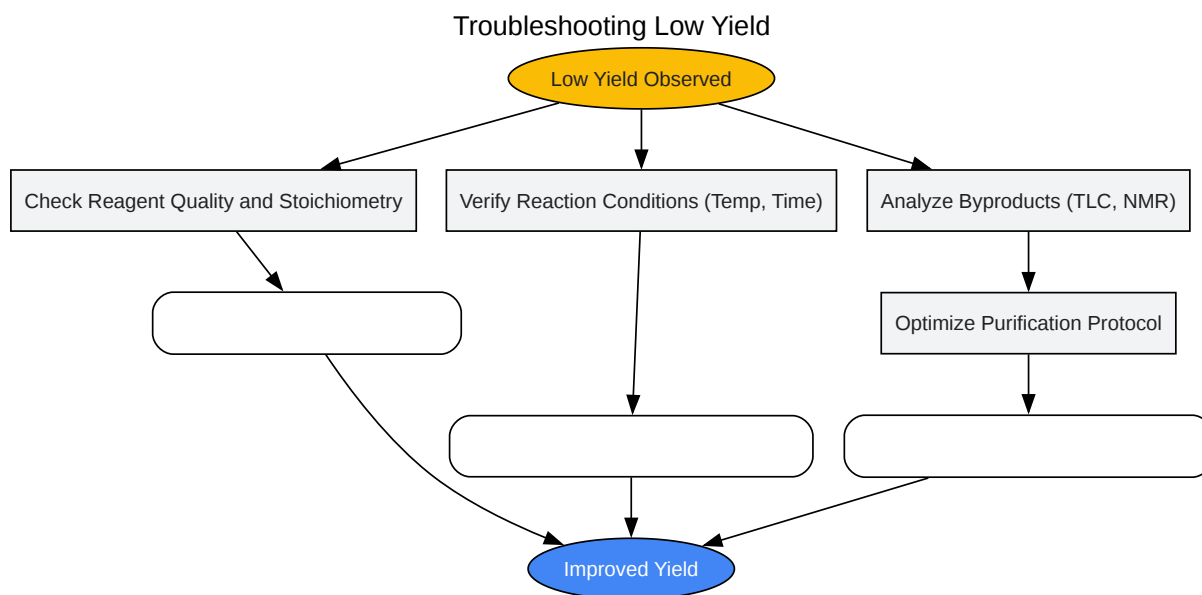 Troubleshooting Low Yield
Low Yield Observed
Check Reagent Quality and Stoichiometry
Verify Reaction Conditions (Temp, Time)
Analyze Byproducts (TLC, NMR)
Optimize Purification Protocol
Improved Yield